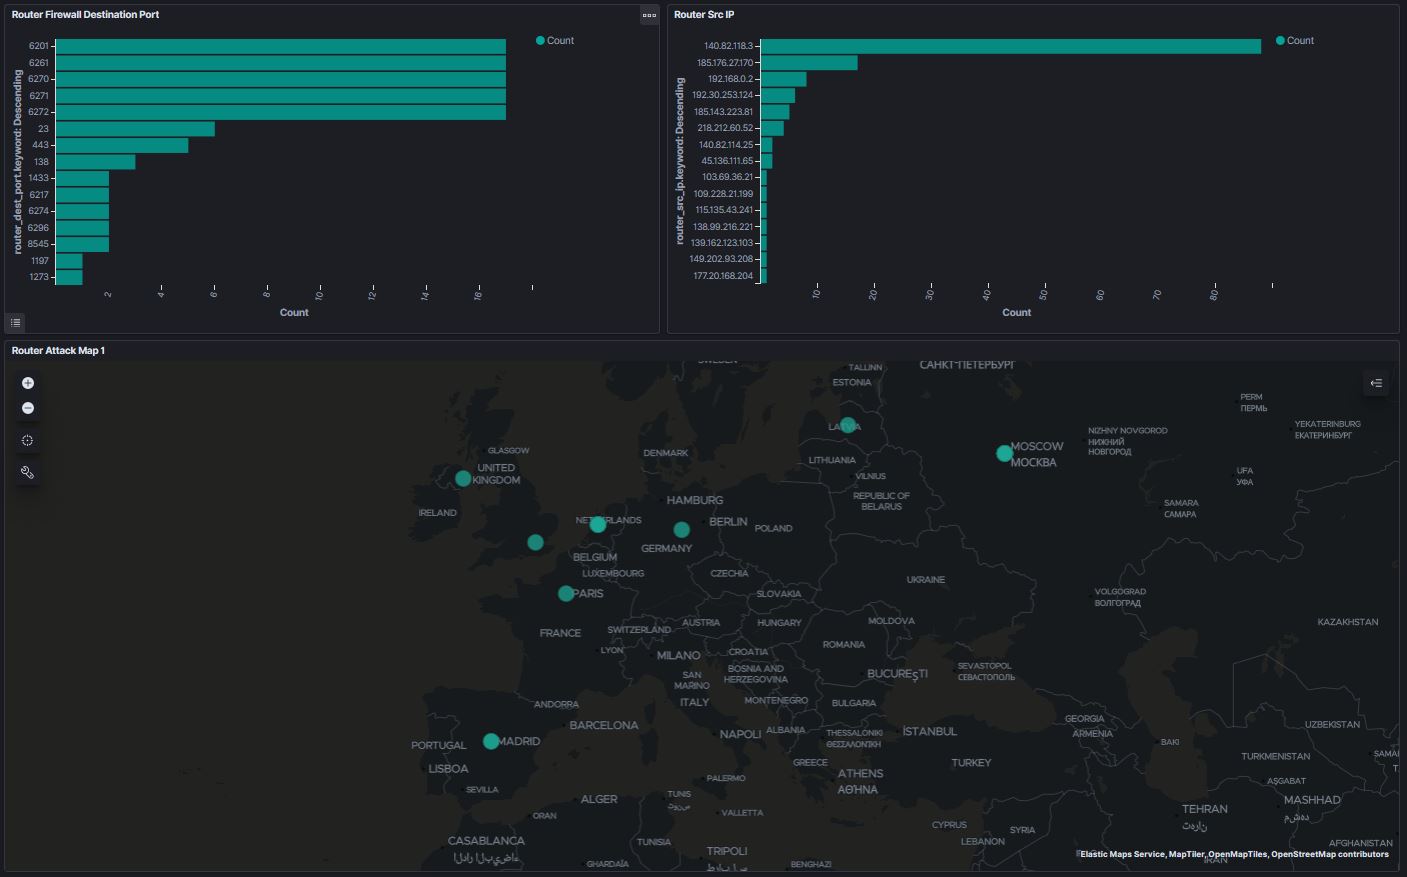 Router Firewall Destination Port
Count
router_dest_port.keyword: Descending
6201
6261
6270
6271
6272
23
443
138
1433
6217
6274
6296
8545
1197
1273
2
4
6
8
10
12
14
16
Count
Router Src IP
Count
router_src_ip.keyword: Descending
140.82.118.3
185.176.27.170
192.168.0.2
192.30.253.124
185.143.223.81
218.212.60.52
140.82.114.25
45.136.111.65
103.69.36.21
109.228.21.199
115.135.43.241
138.99.216.221
139.162.123.103
149.202.93.208
177.20.168.204
10
20
30
40
50
60
70
80
Count
Router Attack Map 1
SWEDEN
TALLINN
ESTONIA
САНКТ-ПЕТЕРБУРГ
PERM
ПЕРМЬ
LATVIA
NIZHNY NOVGOROD
НИЖНИЙ
НОВГОРОД
YEKATERINBURG
ЕКАТЕРИНБУРГ
GLASGOW
DENMARK
MOSCOW
МОСКВА
LITHUANIA
VILNIUS
UNITED
KINGDOM
UFA
УФА
HAMBURG
REPUBLIC OF
BELARUS
SAMARA
САМАРА
IRELAND
NETHERLANDS
BERLIN
POLAND
GERMANY
BELGIUM
LUXEMBOURG
CZECHIA
UKRAINE
PARIS
SLOVAKIA
VOLGOGRAD
ВОЛГОГРАД
FRANCE
SWITZERLAND
AUSTRIA
HUNGARY
MOLDOVA
KAZAKHSTAN
LYON
MILANO
CROATIA
ROMANIA
SAN
MARINO
BOSNIA AND
HERZEGOVINA
BUCUREŞTI
SEVASTOPOL
СЕВАСТОПОЛЬ
ANDORRA
ITALY
MONTENEGRO
BULGARIA
BARCELONA
GEORGIA
UZBEKISTAN
MADRID
NAPOLI
ALBANIA
THESSALONIKI
ΘΕΣΣΑΛΟΝΊΚΗ
İSTANBUL
ARMENIA
BAKI
PORTUGAL
TURKMENISTAN
LISBOA
GREECE
TURKEY
SEVILLA
PALERMO
ATHENS
ΑΘΉΝΑ
AŞGABAT
ALGER
TUNIS
تونس
VALLETTA
TEHRAN
تهران
MASHHAD
مشهد
ORAN
CYPRUS
SYRIA
CASABLANCA
الدار البيضاء
TUNISIA
LEBANON
AFGHANISTAN
TRIPOLI
طرابلس
GHARDAÏA
BENGHAZI
IRAN
Elastic Maps Service, MapTiler, OpenMapTiles, OpenStreetMap contributors